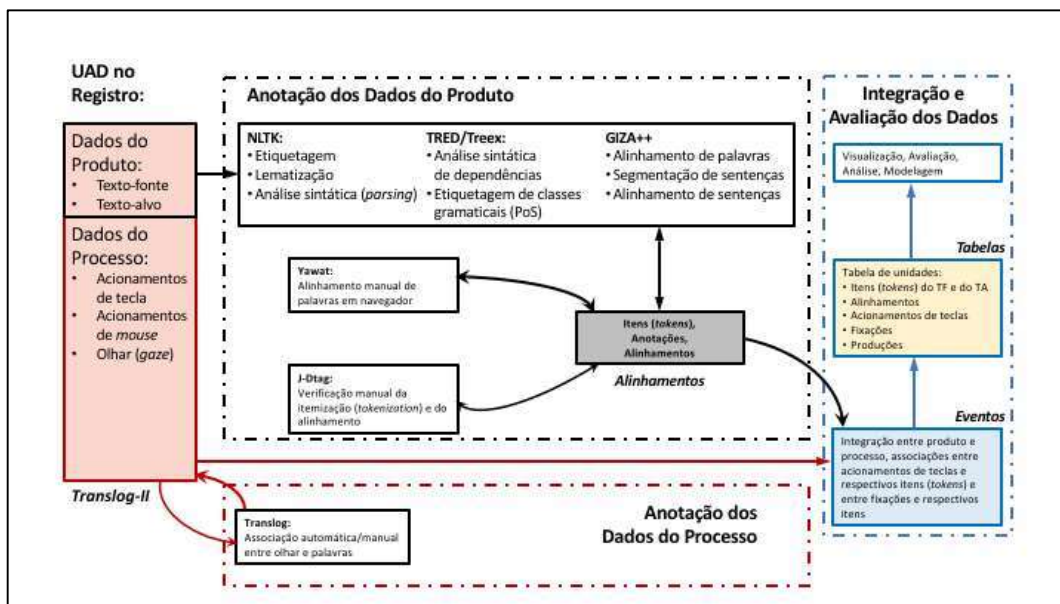 UAD no
Registro:
Dados do
Produto:
• Texto-fonte
• Texto-alvo
Dados do
Processo:
• Acionamentos
de tecla
• Acionamentos
de mouse
• Olhar (gaze)
Translog-II
Anotação dos Dados do Produto
NLTK:
• Etiquetagem
• Lematização
• Análise sintática (parsing)
TRED/Treex:
• Análise sintática
de dependências
• Etiquetagem de classes
gramaticais (PoS)
GIZA++
• Alinhamento de palavras
• Segmentação de sentenças
• Alinhamento de sentenças
Yawat:
Alinhamento manual de
palavras em navegador
J-Dtag:
Verificação manual da
itemização (tokenization) e do
alinhamento
Itens (tokens),
Anotações,
Alinhamentos
Alinhamentos
Translog:
Associação automática/manual
entre olhar e palavras
Anotação dos
Dados do Processo
Integração e
Avaliação dos Dados
Visualização, Avaliação,
Análise, Modelagem
Tabelas
Tabela de unidades:
• Itens (tokens) do TF e do TA
• Alinhamentos
• Acionamentos de teclas
• Fixações
• Produções
Eventos
Integração entre produto e
processo, associações entre
acionamentos de teclas e
respectivos itens (tokens) e
entre fixações e respectivos
itens